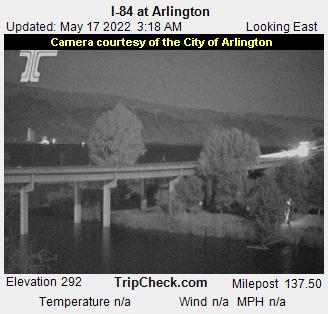 I-84 at Arlington
Updated: May 17 2022 3:18 AM Looking East
Camera courtesy of the City of Arlington
Elevation 292 TripCheck.com Milepost 137.50
Temperature n/a Wind n/a MPH n/a